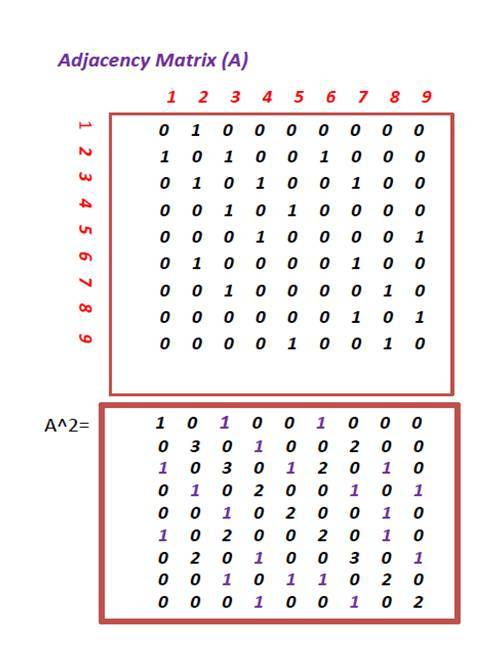 Adjacency Matrix (A)
1 2 3 4 5 6 7 8 9
1 0 1 0 0 0 0 0 0 0
2 1 0 1 0 0 1 0 0 0
3 0 1 0 1 0 0 1 0 0
4 0 0 1 0 1 0 0 0 0
5 0 0 0 1 0 0 0 0 1
6 0 1 0 0 0 0 1 0 0
7 0 0 1 0 0 0 0 1 0
8 0 0 0 0 0 0 1 0 1
9 0 0 0 0 1 0 0 1 0
A^2=
1 0 1 0 0 1 0 0 0
0 3 0 1 0 0 2 0 0
1 0 3 0 1 2 0 1 0
0 1 0 2 0 0 1 0 1
0 0 1 0 2 0 0 1 0
1 0 2 0 0 2 0 1 0
0 2 0 1 0 0 3 0 1
0 0 1 0 1 1 0 2 0
0 0 0 1 0 0 1 0 2